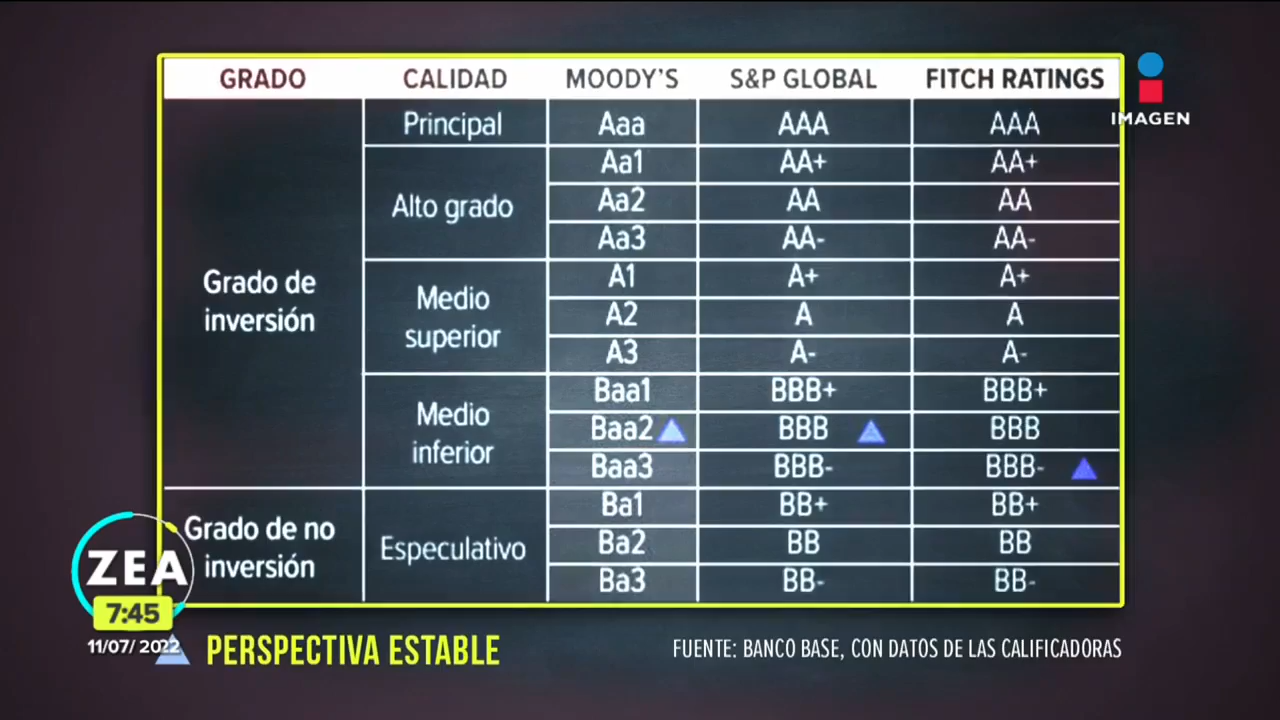 GRADO CALIDAD MOODY'S S&P GLOBAL FITCH RATINGS
IMAGEN
Principal Aaa AAA AAA
Aa1 AA+ AA+
Alto grado Aa2 AA AA
Aa3 AA- AA-
Grado de
inversión
A1 A+ A+
Medio
superior
A2 A A
A3 A- A-
Baa1 BBB+ BBB+
Medio
inferior
Baa2 BBB BBB
Baa3 BBB- BBB-
Ba1 BB+ BB+
Grado de no
inversión
Especulativo Ba2 BB BB
Ba3 BB- BB-
ZEA
7:45
11/07/2022
PERSPECTIVA ESTABLE
FUENTE: BANCO BASE, CON DATOS DE LAS CALIFICADORAS